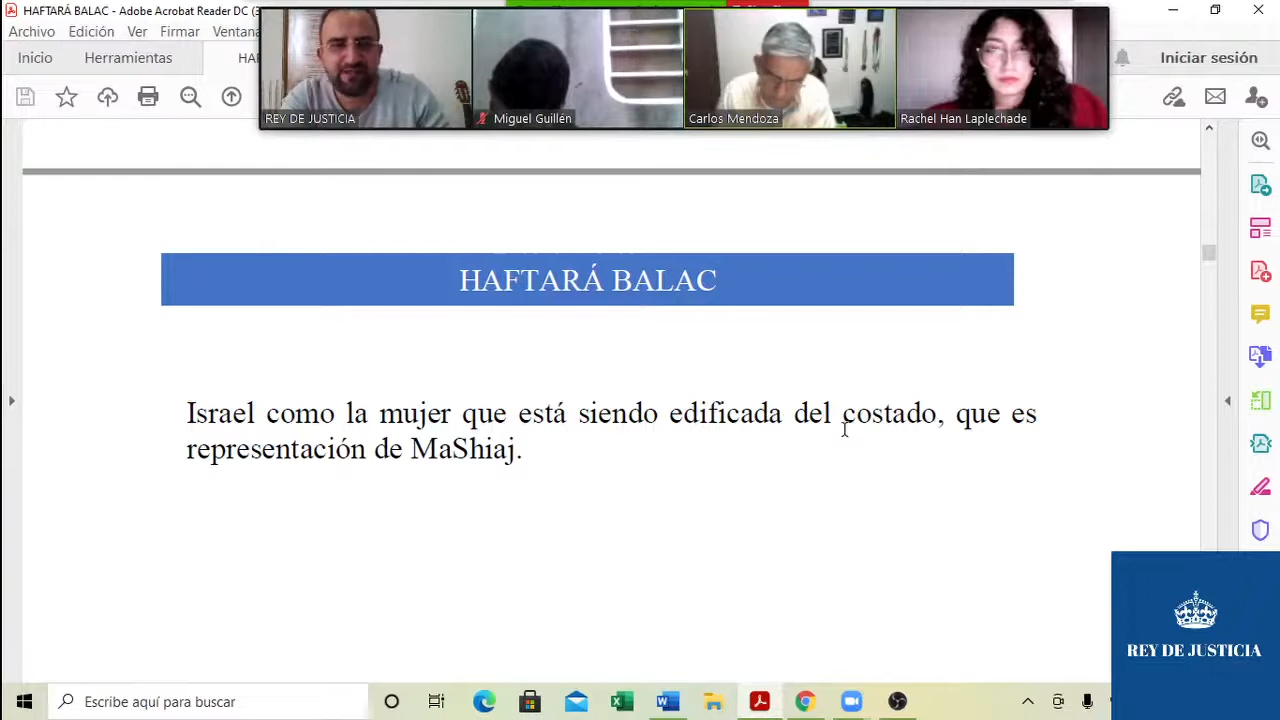 HAFTARÁ BALAC - Adobe Acrobat Reader DC (3
Archivo Edición Ver Firmar Ventana
Inicio Herramientas HAF Iniciar sesión
REY DE JUSTICIA
Miguel Guillén
Carlos Mendoza
Rachel Han Laplechade
HAFTARÁ BALAC
Israel como la mujer que está siendo edificada del costado, que es
representación de MaShiaj.
REY DE JUSTICIA
Escribe aquí para buscar